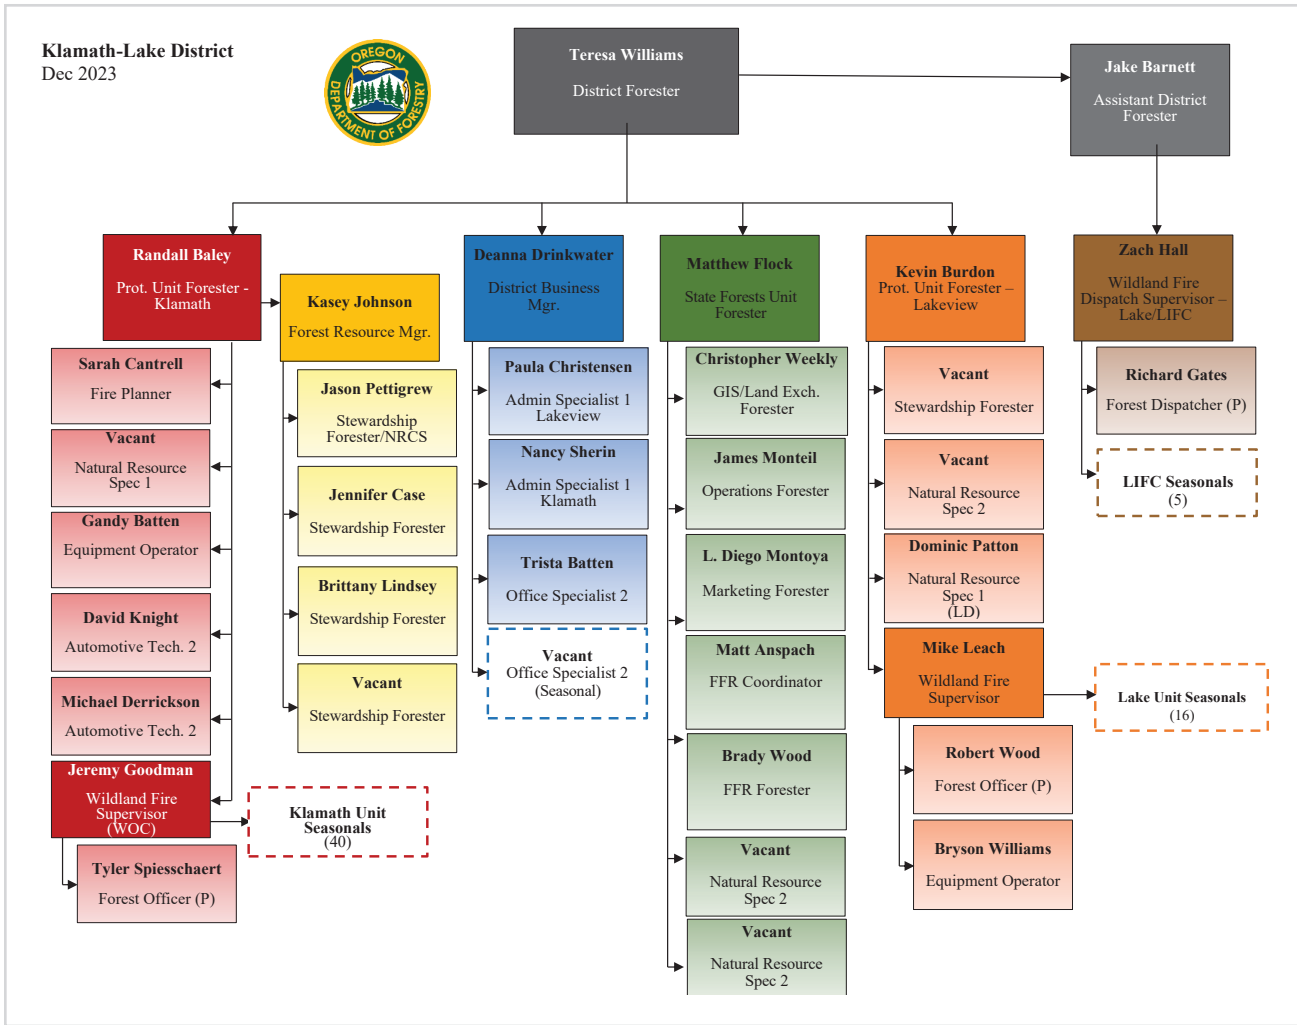 Klamath-Lake District
Dec 2023
OREGON
DEPARTMENT OF FORESTRY
Teresa Williams
District Forester
Jake Barnett
Assistant District
Forester
Randall Baley
Prot. Unit Forester -
Klamath
Kasey Johnson
Forest Resource Mgr.
Deanna Drinkwater
District Business
Mgr.
Matthew Flock
State Forests Unit
Forester
Kevin Burdon
Prot. Unit Forester –
Lakeview
Zach Hall
Wildland Fire
Dispatch Supervisor –
Lake/LIFC
Sarah Cantrell
Fire Planner
Vacant
Natural Resource
Spec 1
Gandy Batten
Equipment Operator
David Knight
Automotive Tech. 2
Michael Derrickson
Automotive Tech. 2
Jeremy Goodman
Wildland Fire
Supervisor
(WOC)
Klamath Unit
Seasonals
(40)
Tyler Spiesschaert
Forest Officer (P)
Jason Pettigrew
Stewardship
Forester/NRCS
Jennifer Case
Stewardship Forester
Brittany Lindsey
Stewardship Forester
Vacant
Stewardship Forester
Paula Christensen
Admin Specialist 1
Lakeview
Nancy Sherin
Admin Specialist 1
Klamath
Trista Batten
Office Specialist 2
Vacant
Office Specialist 2
(Seasonal)
Christopher Weekly
GIS/Land Exch.
Forester
James Monteil
Operations Forester
L. Diego Montoya
Marketing Forester
Matt Anspach
FFR Coordinator
Brady Wood
FFR Forester
Vacant
Natural Resource
Spec 2
Vacant
Natural Resource
Spec 2
Vacant
Stewardship Forester
Vacant
Natural Resource
Spec 2
Dominic Patton
Natural Resource
Spec 1
(LD)
Mike Leach
Wildland Fire
Supervisor
Lake Unit Seasonals
(16)
Robert Wood
Forest Officer (P)
Bryson Williams
Equipment Operator
Richard Gates
Forest Dispatcher (P)
LIFC Seasonals
(5)